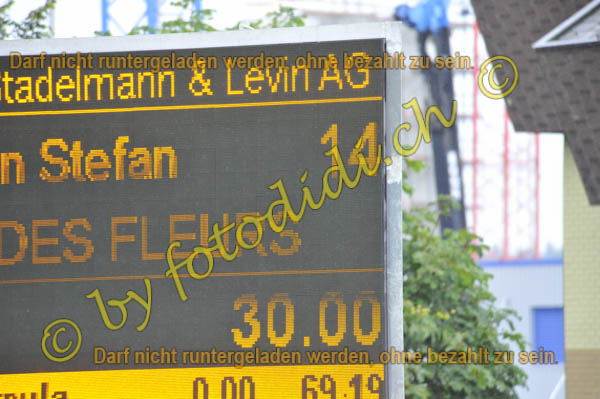 Darf nicht runtergeladen werden, ohne bezahlt zu sein.
Stadelmann & Levin AG
n Stefan 14
DES FLEURS
© by fotodidi.ch ©
30.00
Darf nicht runtergeladen werden, ohne bezahlt zu sein.
0.00 69.19